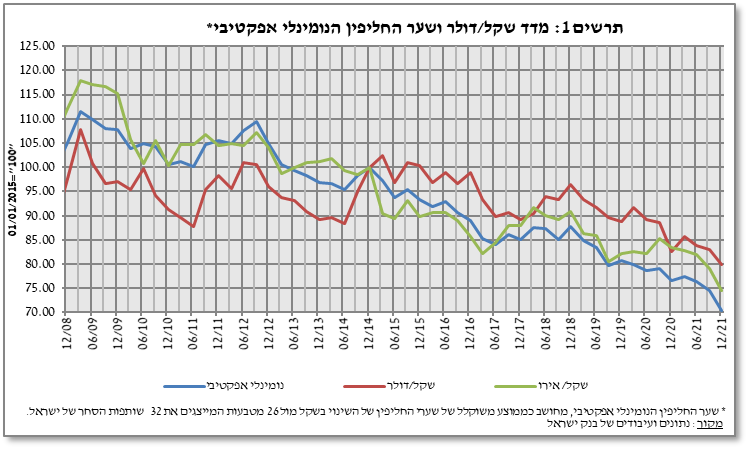 תרשים1: מדד שקל/דולר ושער החליפין הנומינלי אפקטיבי*
125.00
120.00
115.00
110.00
105.00
100.00
95.00
90.00
85.00
80.00
75.00
70.00
01/01/2015="100"
12/08 06/09 12/09 06/10 12/10 06/11 12/11 06/12 12/12 06/13 12/13 06/14 12/14 06/15 12/15 06/16 12/16 06/17 12/17 06/18 12/18 06/19 12/19 06/20 12/20 06/21 12/21
נומינלי אפקטיבי שקל/דולר שקל/אירו
* שער החליפין הנומינלי אפקטיבי, מחושב כממוצע משוקלל של שערי החליפין של השינוי בשקל מול 26 מטבעות המייצגים את 32 שותפות הסחר של ישראל.
מקור: נתונים ועיבודים של בנק ישראל